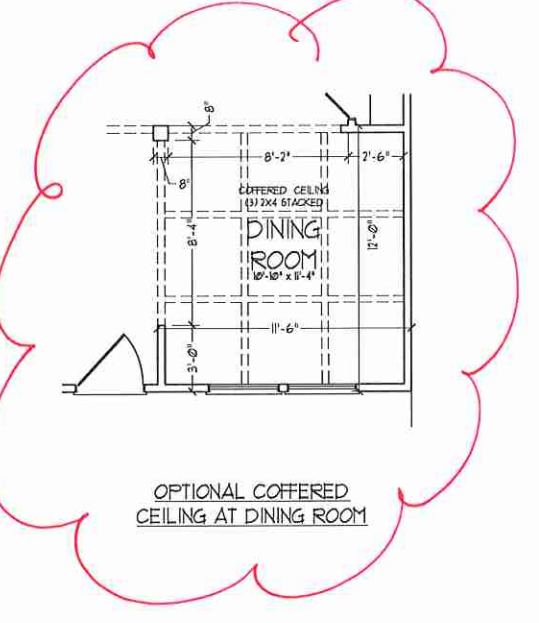 8"
8'-2"
2'-6"
8"
COFFERED CEILING
(3) 2X4 STACKED
DINING
ROOM
10'-10" x 11'-4"
8'-4"
12'-0"
11'-6"
3'-0"
OPTIONAL COFFERED
CEILING AT DINING ROOM